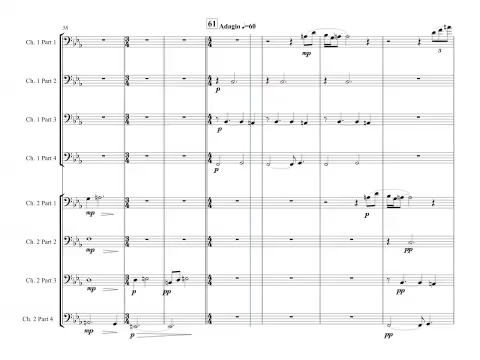 58
61 Adagio ♩=60
Ch. 1 Part 1
mp
3
Ch. 1 Part 2
p
Ch. 1 Part 3
p
Ch. 1 Part 4
p
Ch. 2 Part 1
mp
p
Ch. 2 Part 2
mp
pp
Ch. 2 Part 3
mp
p
pp
pp
Ch. 2 Part 4
mp
p
pp